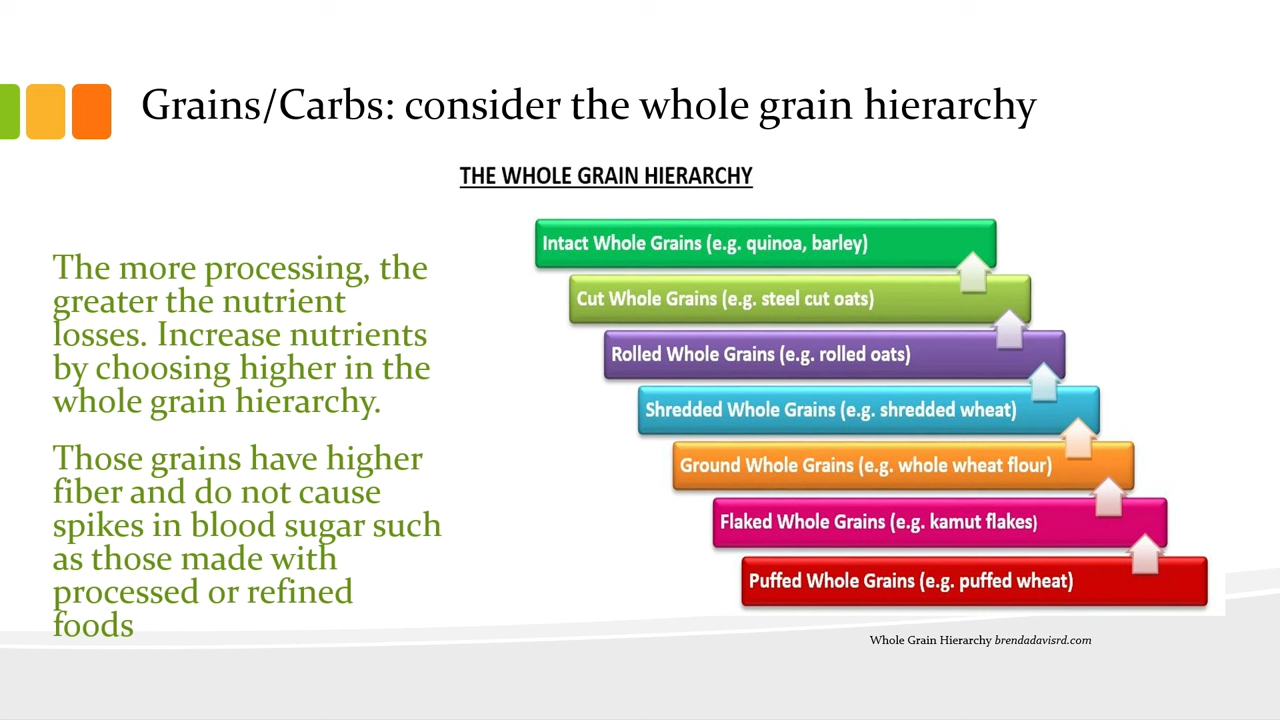 Grains/Carbs: consider the whole grain hierarchy
THE WHOLE GRAIN HIERARCHY
The more processing, the
greater the nutrient
losses. Increase nutrients
by choosing higher in the
whole grain hierarchy.
Those grains have higher
fiber and do not cause
spikes in blood sugar such
as those made with
processed or refined
foods
Intact Whole Grains (e.g. quinoa, barley)
Cut Whole Grains (e.g. steel cut oats)
Rolled Whole Grains (e.g. rolled oats)
Shredded Whole Grains (e.g. shredded wheat)
Ground Whole Grains (e.g. whole wheat flour)
Flaked Whole Grains (e.g. kamut flakes)
Puffed Whole Grains (e.g. puffed wheat)
Whole Grain Hierarchy brendadavisrd.com